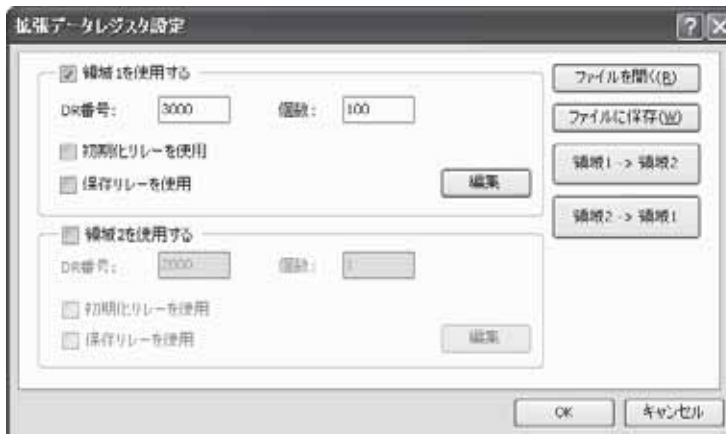 拡張データレジスタ設定
領域1を使用する
DR番号: 3000 個数: 100
初期化リレーを使用
保存リレーを使用
編集
領域2を使用する
DR番号: 2000 個数: 1
初期化リレーを使用
保存リレーを使用
編集
ファイルを開く(R)
ファイルに保存(W)
領域1 -> 領域2
領域2 -> 領域1
OK
キャンセル